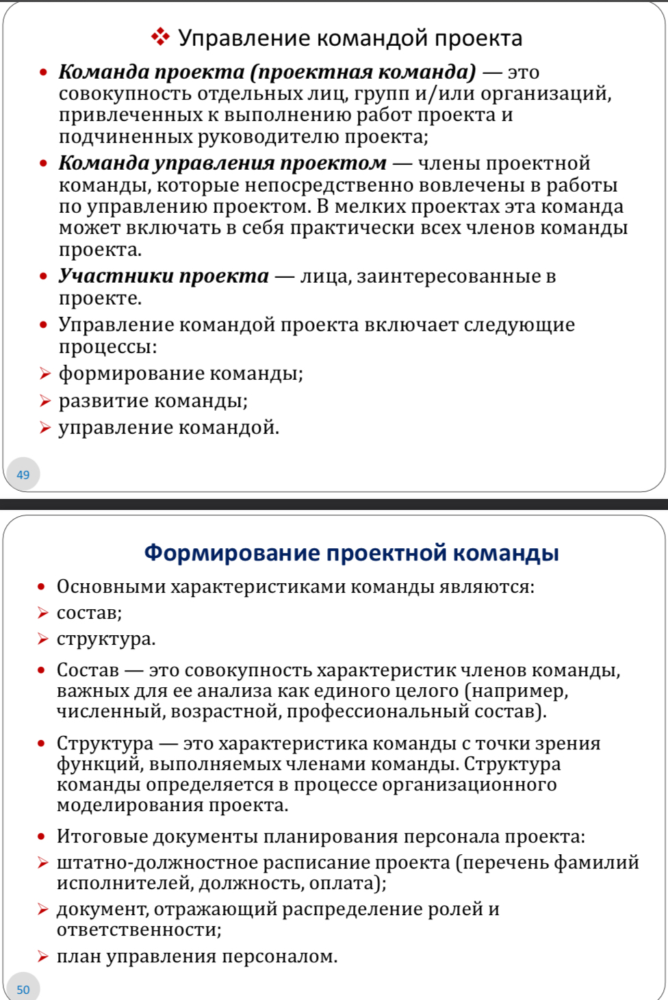 Управление командой проекта
Команда проекта (проектная команда) — это
совокупность отдельных лиц, групп и/или организаций,
привлеченных к выполнению работ проекта и
подчиненных руководителю проекта;
Команда управления проектом — члены проектной
команды, которые непосредственно вовлечены в работы
по управлению проектом. В мелких проектах эта команда
может включать в себя практически всех членов команды
проекта.
Участники проекта — лица, заинтересованные в
проекте.
Управление командой проекта включает следующие
процессы:
формирование команды;
развитие команды;
управление командой.
49
Формирование проектной команды
Основными характеристиками команды являются:
состав;
структура.
Состав — это совокупность характеристик членов команды,
важных для ее анализа как единого целого (например,
численный, возрастной, профессиональный состав).
Структура — это характеристика команды с точки зрения
функций, выполняемых членами команды. Структура
команды определяется в процессе организационного
моделирования проекта.
Итоговые документы планирования персонала проекта:
штатно-должностное расписание проекта (перечень фамилий
исполнителей, должность, оплата);
документ, отражающий распределение ролей и
ответственности;
план управления персоналом.
50